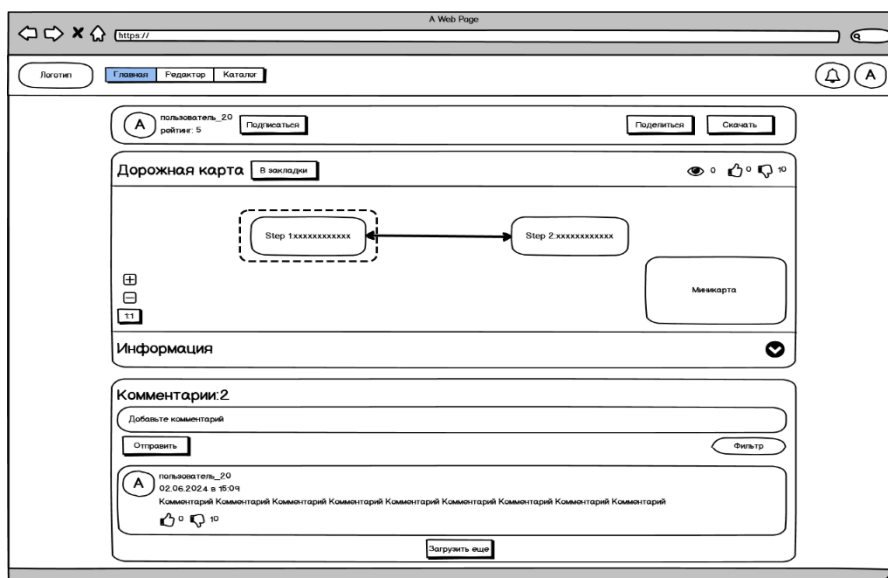 A Web Page
https://
Логотип
Главная Редактор Каталог
A
A
пользователь_20
рейтинг: 5
Подписаться
Поделиться
Скачать
Дорожная карта
В закладки
0 0 10
Step 1:xxxxxxxxxxxx
Step 2:xxxxxxxxxxxx
Миникарта
1:1
Информация
Комментарии:2
Добавьте комментарий
Отправить
Фильтр
A
пользователь_20
02.06.2024 в 15:09
Комментарий Комментарий Комментарий Комментарий Комментарий Комментарий Комментарий Комментарий Комментарий
0 10
Загрузить еще